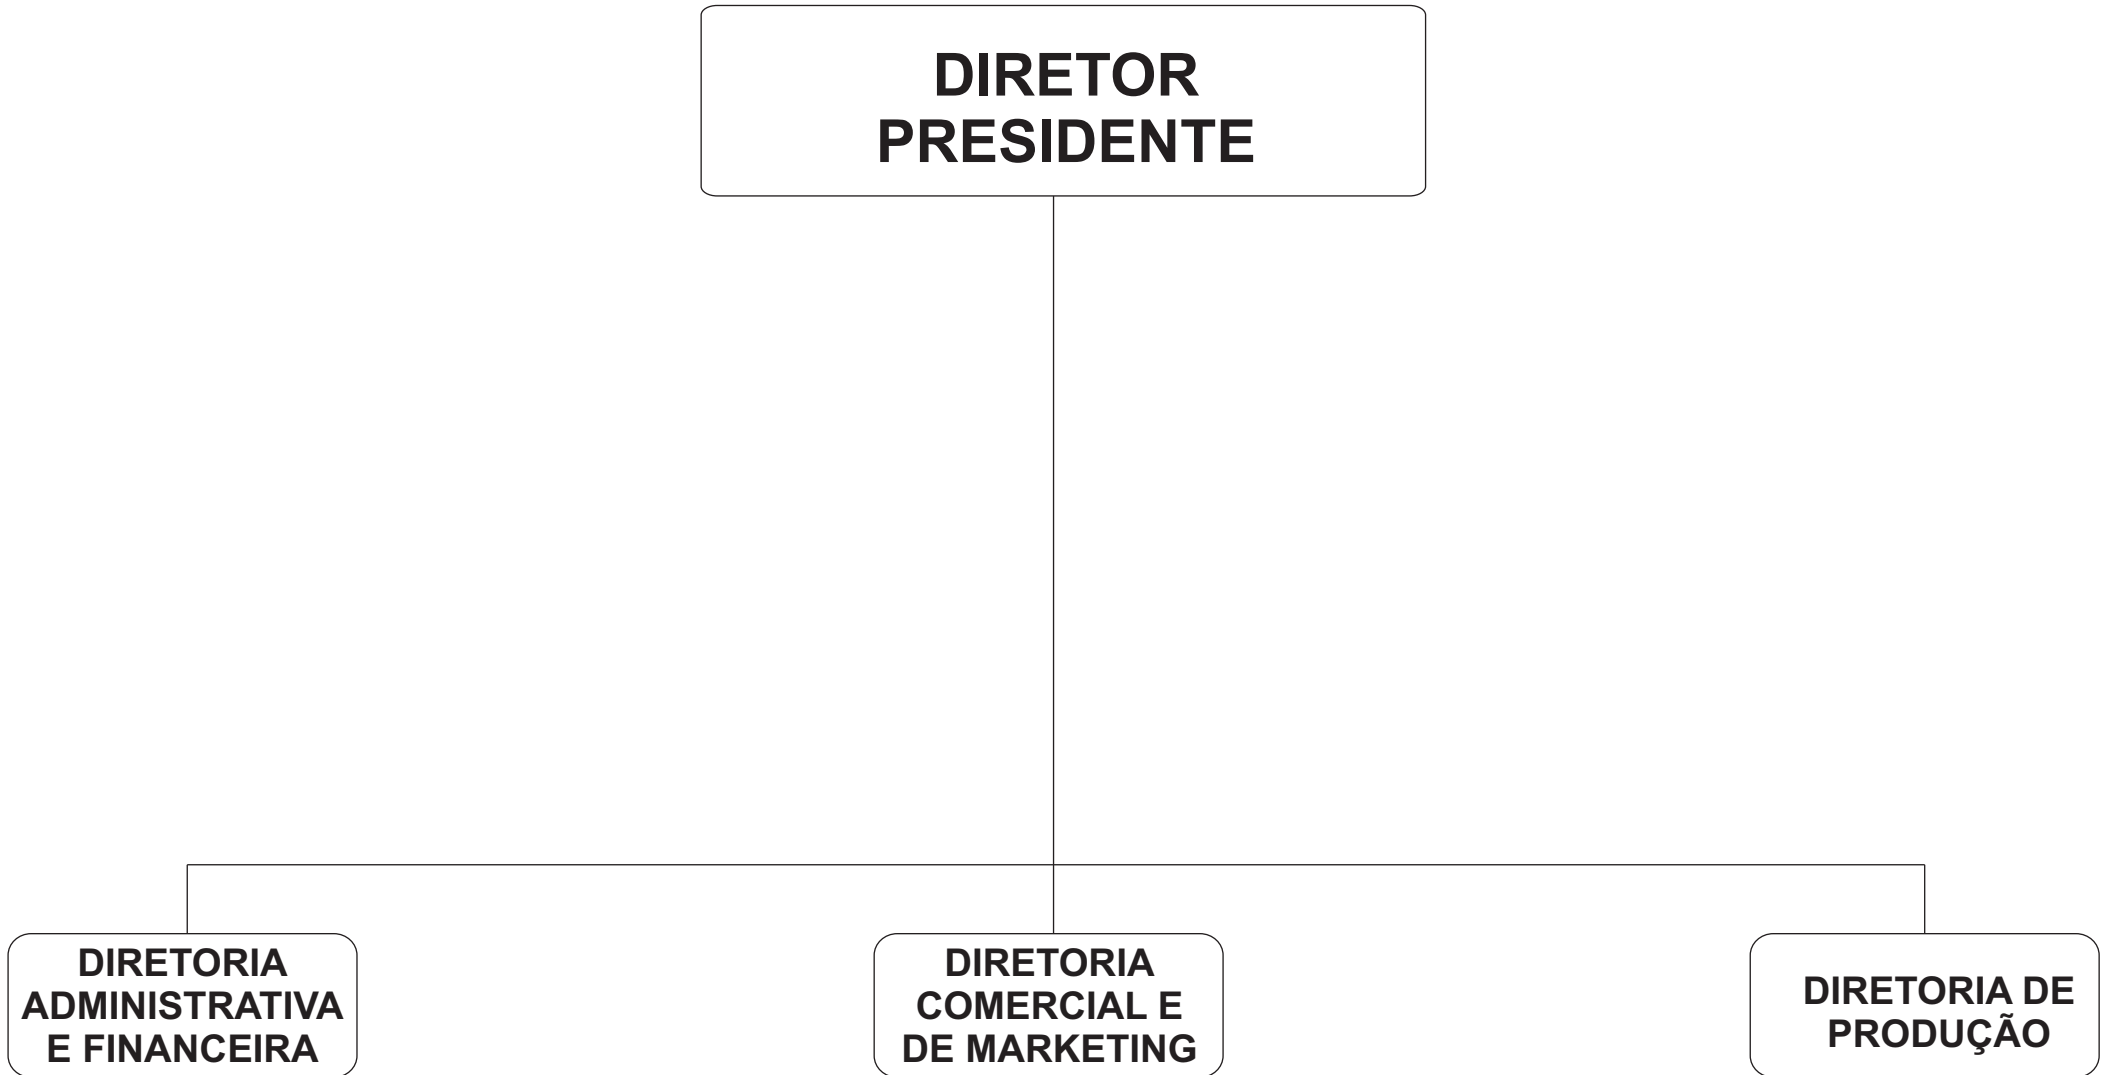 DIRETOR
PRESIDENTE
DIRETORIA
ADMINISTRATIVA
E FINANCEIRA
DIRETORIA
COMERCIAL E
DE MARKETING
DIRETORIA DE
PRODUÇÃO